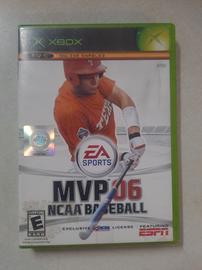 XBOX
EA
SPORTS
MVP 06
NCAA BASEBALL
EXCLUSIVE
LICENSE
E
FEATURING
ESPN